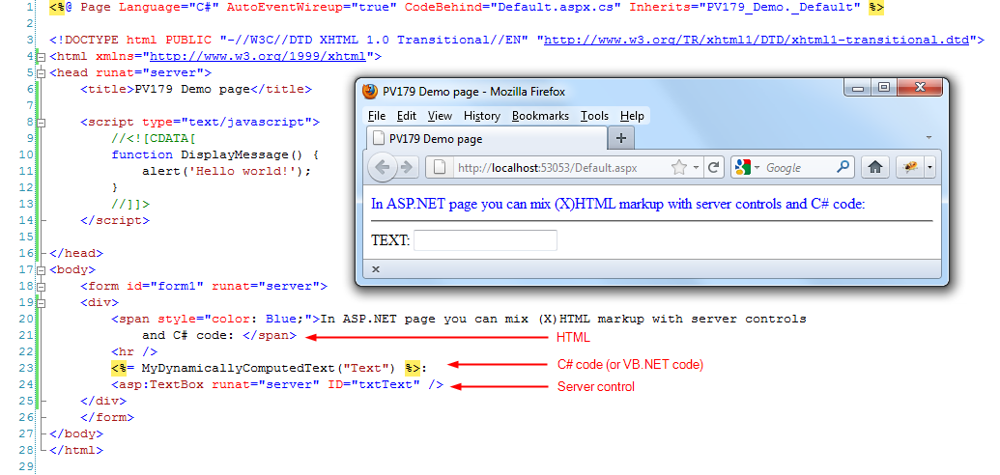 1 <%@ Page Language="C#" AutoEventWireup="true" CodeBehind="Default.aspx.cs" Inherits="PV179_Demo._Default" %>
2
3 <!DOCTYPE html PUBLIC "-//W3C//DTD XHTML 1.0 Transitional//EN" "http://www.w3.org/TR/xhtml1/DTD/xhtml1-transitional.dtd">
4 <html xmlns="http://www.w3.org/1999/xhtml">
5 <head runat="server">
6 <title>PV179 Demo page</title>
7
8 <script type="text/javascript">
9 //<![CDATA[
10 function DisplayMessage() {
11 alert('Hello world!');
12 }
13 //]]>
14 </script>
15
16 </head>
17 <body>
18 <form id="form1" runat="server">
19 <div>
20 <span style="color: Blue;">In ASP.NET page you can mix (X)HTML markup with server controls
21 and C# code: </span>
HTML
22 <hr />
23 <%= MyDynamicallyComputedText("Text") %>:
C# code (or VB.NET code)
24 <asp:TextBox runat="server" ID="txtText" />
Server control
25 </div>
26 </form>
27 </body>
28 </html>
29
PV179 Demo page - Mozilla Firefox
File Edit View History Bookmarks Tools Help
PV179 Demo page
http://localhost:53053/Default.aspx Google
In ASP.NET page you can mix (X)HTML markup with server controls and C# code:
TEXT: